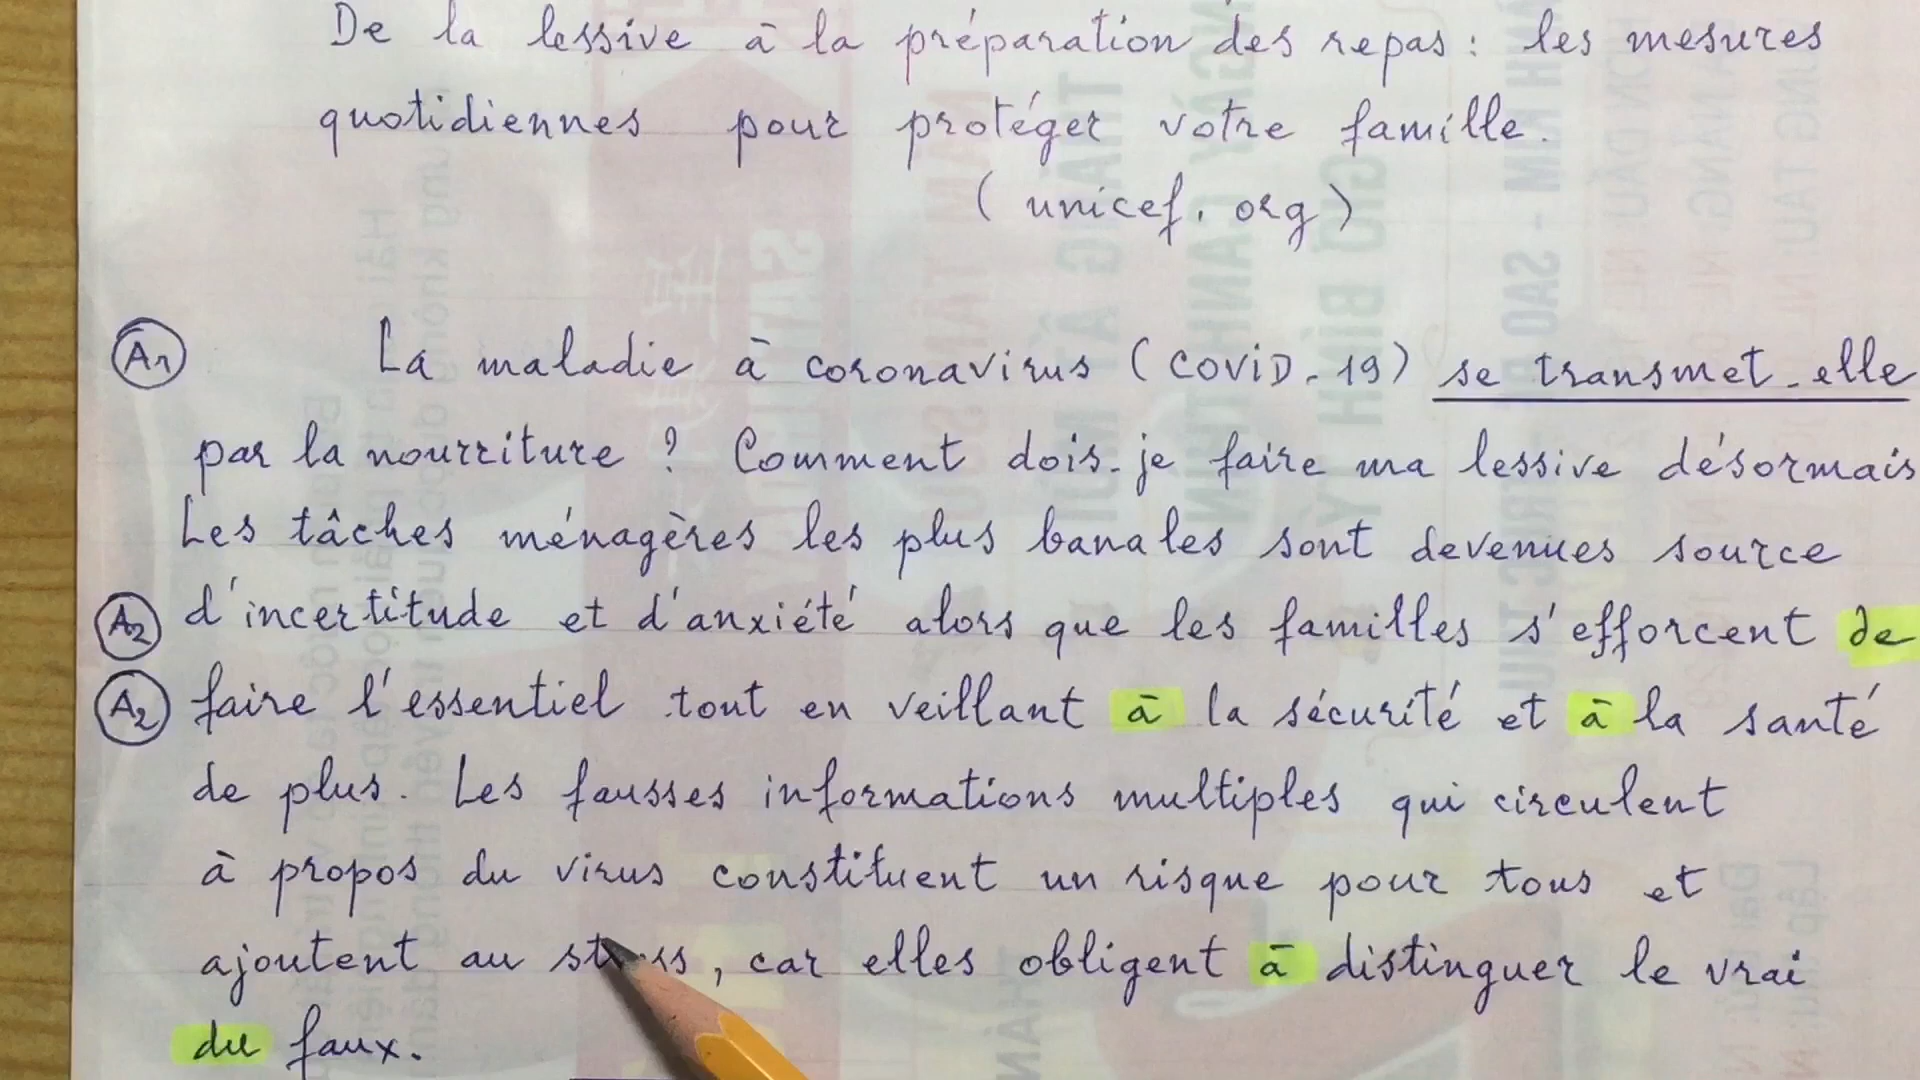 De la lessive à la préparation des repas : les mesures
quotidiennes pour protéger votre famille.
( unicef. org )
A1 La maladie à coronavirus ( COVID-19 ) se transmet-elle
par la nourriture ? Comment dois-je faire ma lessive désormais
Les tâches ménagères les plus banales sont devenues source
A2 d'incertitude et d'anxiété alors que les familles s'efforcent de
A2 faire l'essentiel tout en veillant à la sécurité et à la santé
de plus. Les fausses informations multiples qui circulent
à propos du virus constituent un risque pour tous et
ajoutent au stress, car elles obligent à distinguer le vrai
du faux.